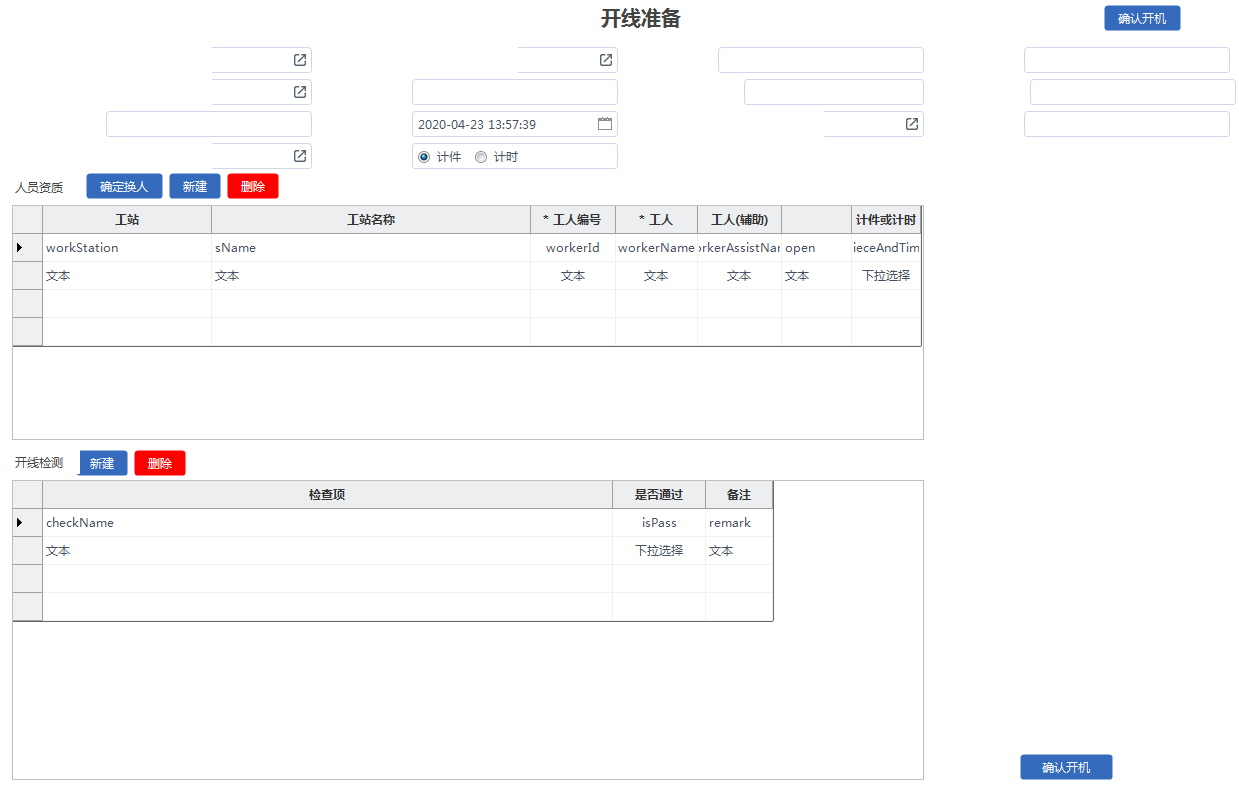 开线准备
确认开机
2020-04-23 13:57:39
计件 计时
人员资质 确定换人 新建 删除
工站 工站名称 * 工人编号 * 工人 工人(辅助) 计件或计时
workStation sName workerId workerName rkerAssistNar open ieceAndTim
文本 文本 文本 文本 文本 文本 下拉选择
开线检测 新建 删除
检查项 是否通过 备注
checkName isPass remark
文本 下拉选择 文本
确认开机